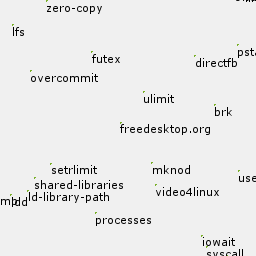 zero-copy
lfs
futex
psta
directfb
overcommit
ulimit
brk
freedesktop.org
setrlimit
mknod
use
shared-libraries
video4linux
ld-library-path
ldd
processes
iowait
syscall